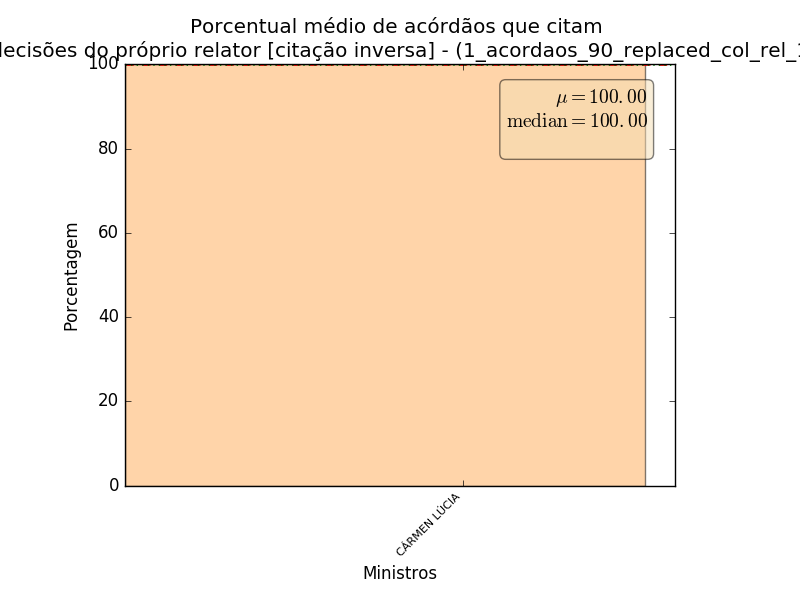 Porcentual médio de acórdãos que citam
decisões do próprio relator [citação inversa] - (1_acordaos_90_replaced_col_rel_1
μ = 100.00
median = 100.00
100
80
60
40
20
0
Porcentagem
CÁRMEN LÚCIA
Ministros